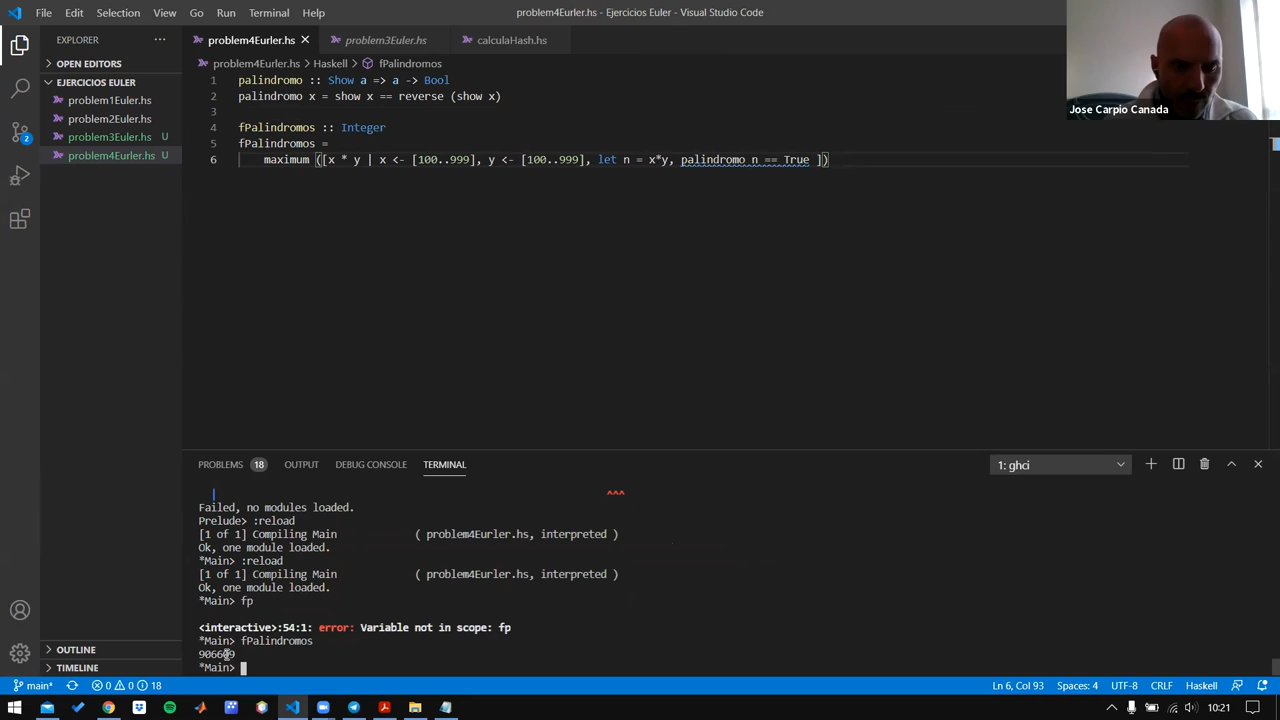 File Edit Selection View Go Run Terminal Help
problem4Eurler.hs - Ejercicios Euler - Visual Studio Code
Jose Carpio Canada
EXPLORER
OPEN EDITORS
EJERCICIOS EULER
problem1Euler.hs
problem2Euler.hs
problem3Euler.hs U
problem4Eurler.hs U
OUTLINE
TIMELINE
2
problem4Eurler.hs
problem3Euler.hs
calculaHash.hs
problem4Eurler.hs > Haskell > fPalindromos
1 palindromo :: Show a => a -> Bool
2 palindromo x = show x == reverse (show x)
3
4 fPalindromos :: Integer
5 fPalindromos =
6 maximum ([x * y | x <- [100..999], y <- [100..999], let n = x*y, palindromo n == True ])
PROBLEMS 18 OUTPUT DEBUG CONSOLE TERMINAL
1: ghci
| ^^^
Failed, no modules loaded.
Prelude> :reload
[1 of 1] Compiling Main ( problem4Eurler.hs, interpreted )
Ok, one module loaded.
*Main> :reload
[1 of 1] Compiling Main ( problem4Eurler.hs, interpreted )
Ok, one module loaded.
*Main> fp
<interactive>:54:1: error: Variable not in scope: fp
*Main> fPalindromos
906609
*Main>
main* 0 0 18
Ln 6, Col 93 Spaces: 4 UTF-8 CRLF Haskell
10:21